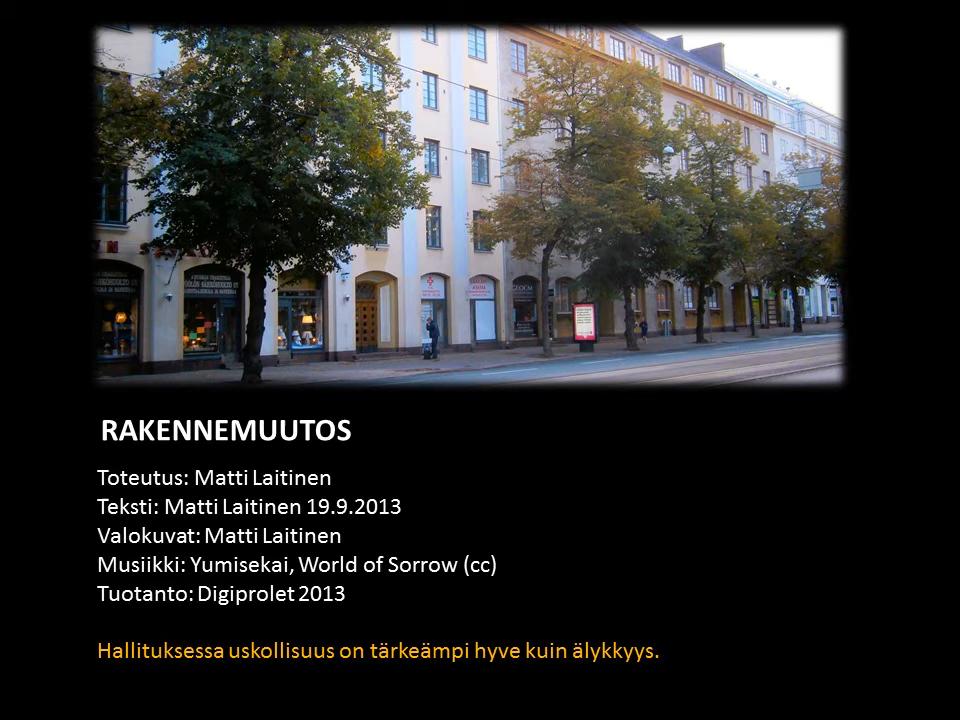 RAKENNEMUUTOS
Toteutus: Matti Laitinen
Teksti: Matti Laitinen 19.9.2013
Valokuvat: Matti Laitinen
Musiikki: Yumisekai, World of Sorrow (cc)
Tuotanto: Digiprolet 2013
Hallituksessa uskollisuus on tärkeämpi hyve kuin älykkyys.